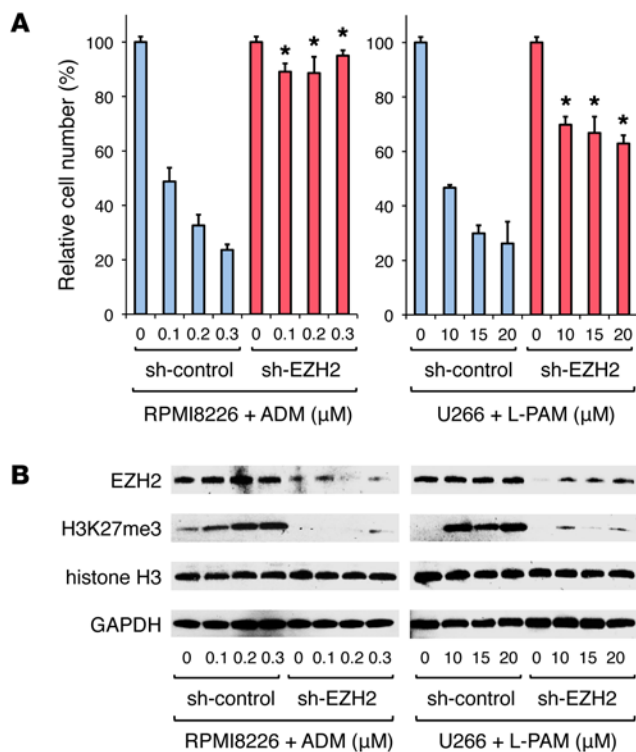 A
Relative cell number (%)
100
80
60
40
20
0
* * *
0 0.1 0.2 0.3 0 0.1 0.2 0.3
sh-control sh-EZH2
RPMI8226 + ADM (μM)
100
80
60
40
20
0
* * *
0 10 15 20 0 10 15 20
sh-control sh-EZH2
U266 + L-PAM (μM)
B
EZH2
H3K27me3
histone H3
GAPDH
0 0.1 0.2 0.3 0 0.1 0.2 0.3
sh-control sh-EZH2
RPMI8226 + ADM (μM)
0 10 15 20 0 10 15 20
sh-control sh-EZH2
U266 + L-PAM (μM)